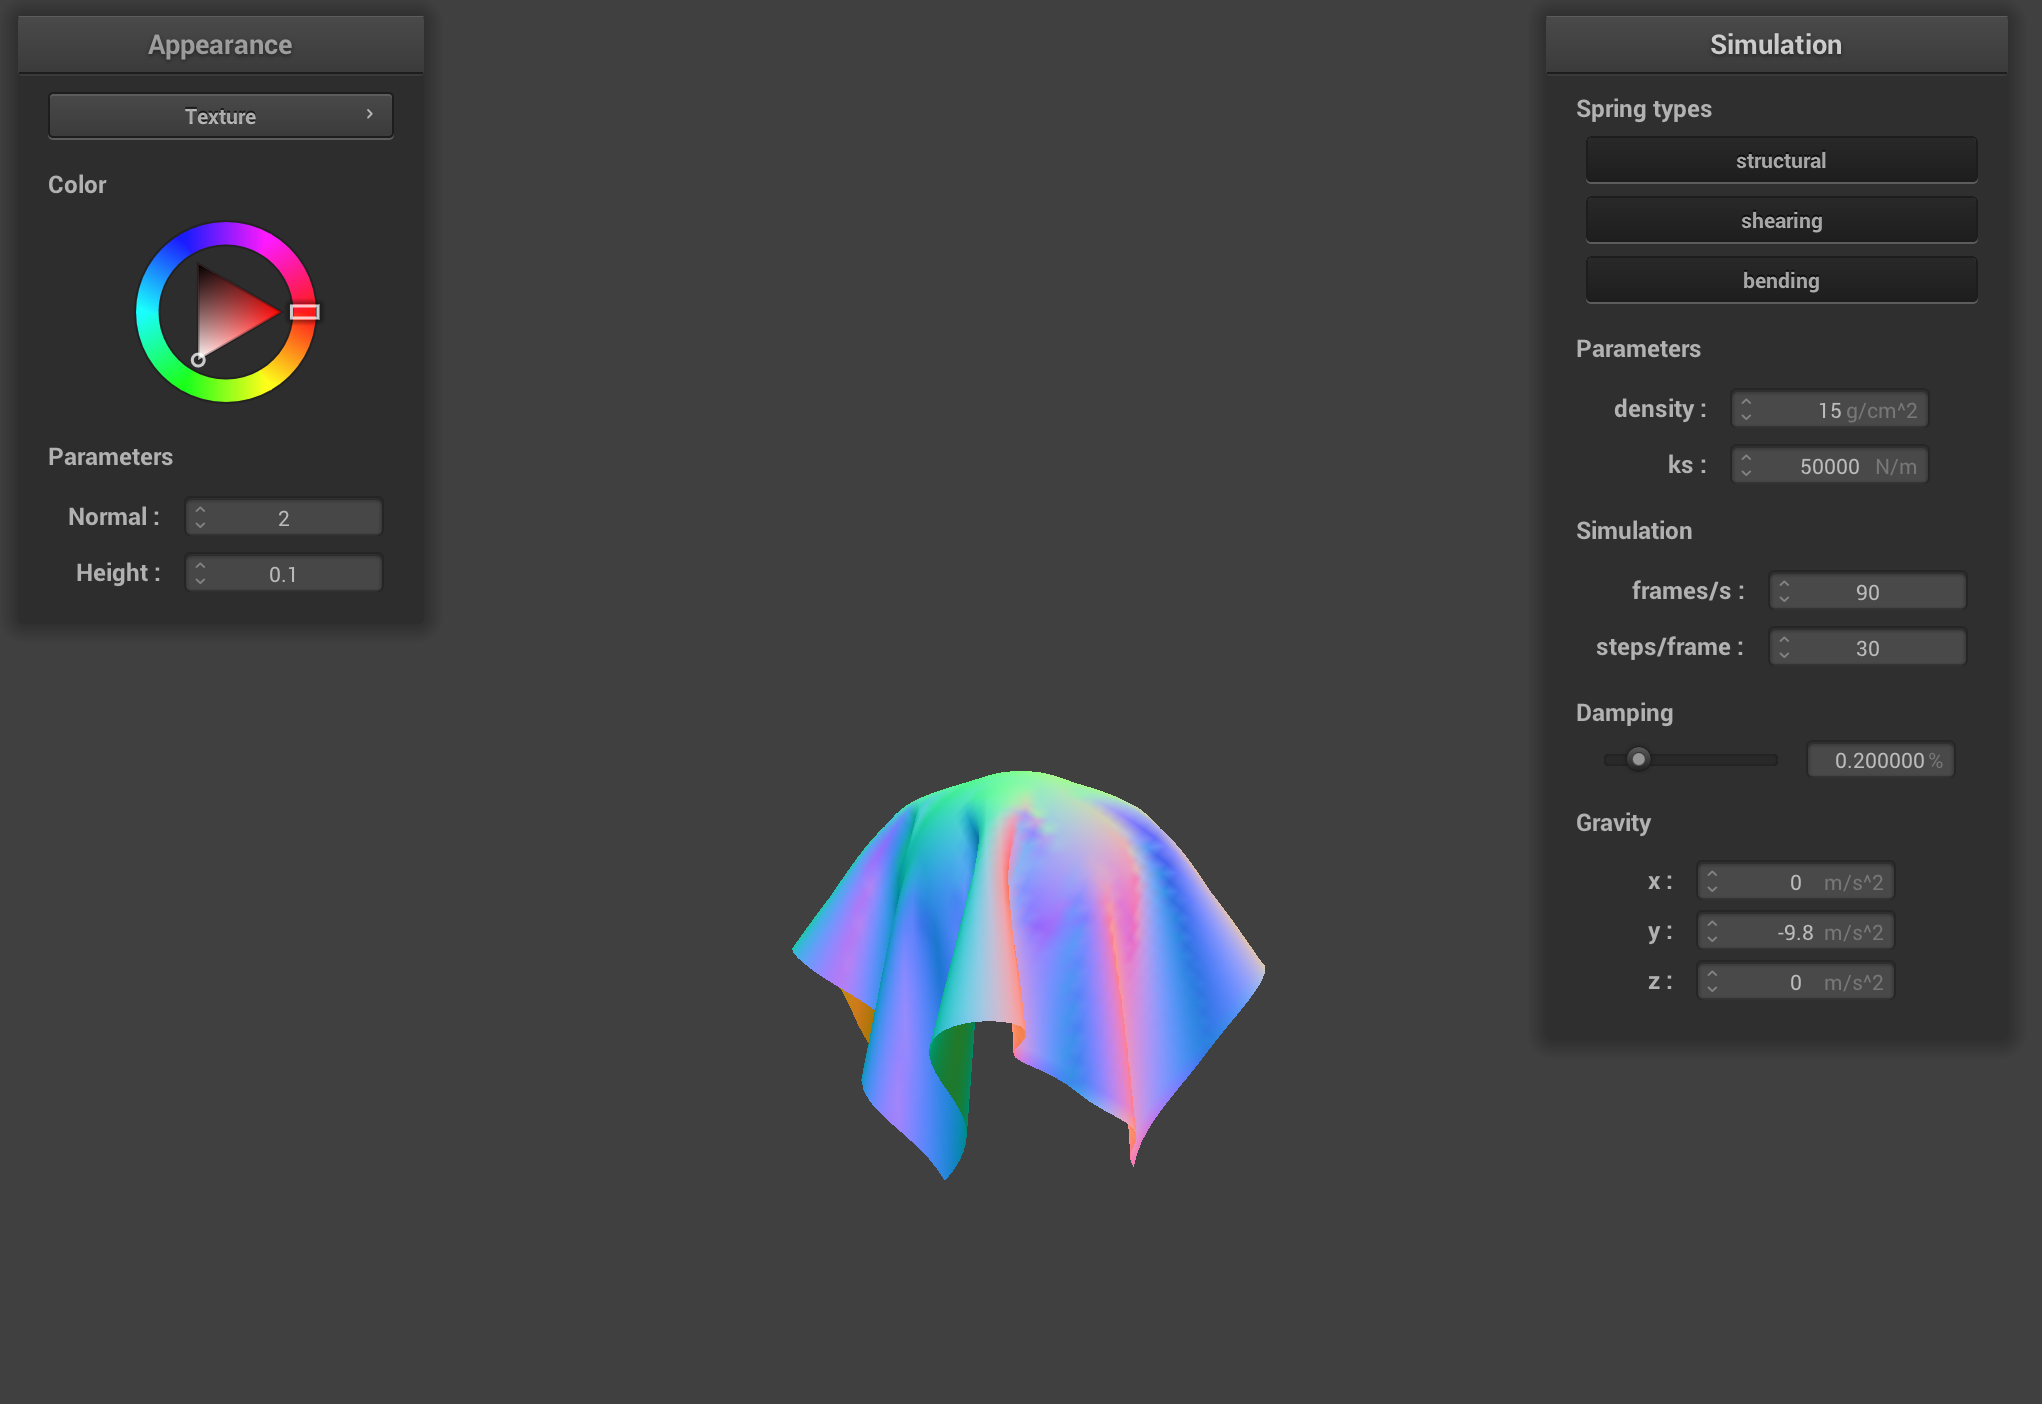 Appearance
Texture
Color
Parameters
Normal : 2
Height : 0.1
Simulation
Spring types
structural
shearing
bending
Parameters
density : 15 g/cm^2
ks : 50000 N/m
Simulation
frames/s : 90
steps/frame : 30
Damping
0.200000 %
Gravity
x : 0 m/s^2
y : -9.8 m/s^2
z : 0 m/s^2